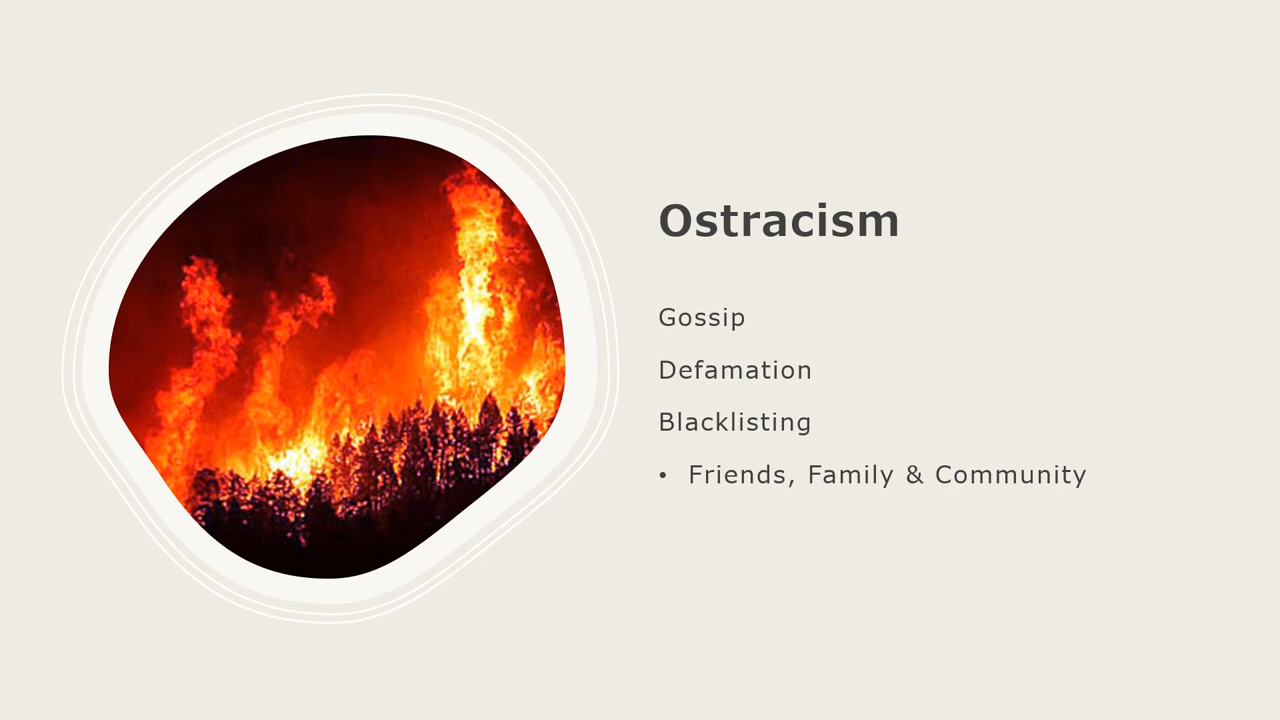 Ostracism
Gossip
Defamation
Blacklisting
• Friends, Family & Community